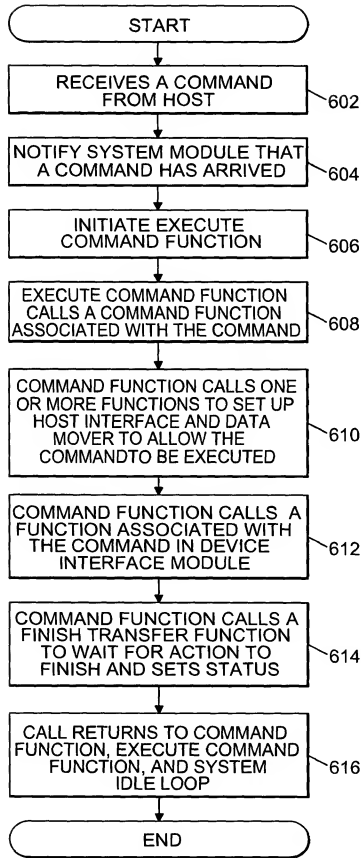 START
RECEIVES A COMMAND
FROM HOST
602
NOTIFY SYSTEM MODULE THAT
A COMMAND HAS ARRIVED
604
INITIATE EXECUTE
COMMAND FUNCTION
606
EXECUTE COMMAND FUNCTION
CALLS A COMMAND FUNCTION
ASSOCIATED WITH THE COMMAND
608
COMMAND FUNCTION CALLS ONE
OR MORE FUNCTIONS TO SET UP
HOST INTERFACE AND DATA
MOVER TO ALLOW THE
COMMANDTO BE EXECUTED
610
COMMAND FUNCTION CALLS A
FUNCTION ASSOCIATED WITH
THE COMMAND IN DEVICE
INTERFACE MODULE
612
COMMAND FUNCTION CALLS A
FINISH TRANSFER FUNCTION
TO WAIT FOR ACTION TO
FINISH AND SETS STATUS
614
CALL RETURNS TO COMMAND
FUNCTION, EXECUTE COMMAND
FUNCTION, AND SYSTEM
IDLE LOOP
616
END